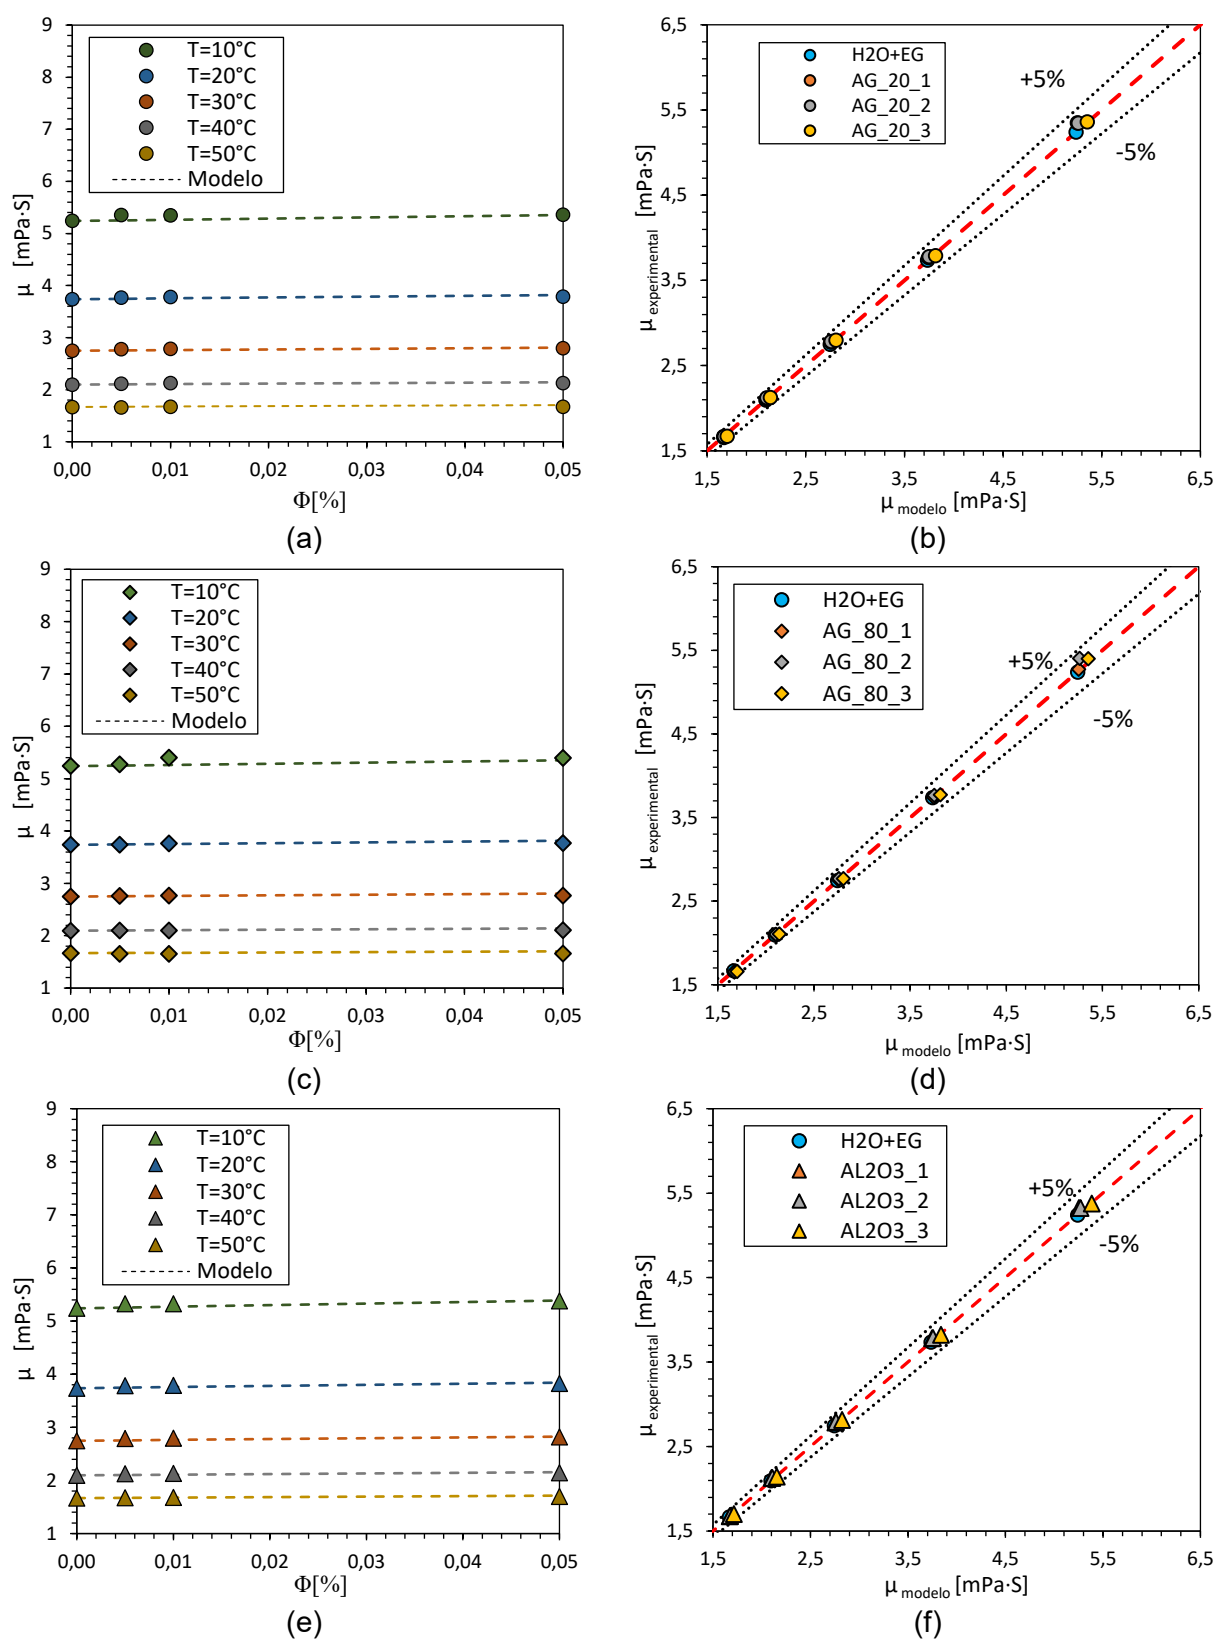 9
8
7
6
5
4
3
2
1
μ [mPa·S]
T=10°C
T=20°C
T=30°C
T=40°C
T=50°C
Modelo
0,00 0,01 0,03 0,04 0,05
Φ[%]
(a)
6,5
5,5
4,5
3,5
2,5
1,5
μ experimental [mPa·S]
H2O+EG
AG_20_1
AG_20_2
AG_20_3
+5%
-5%
1,5 2,5 3,5 4,5 5,5 6,5
μ modelo [mPa·S]
(b)
9
8
7
6
5
4
3
2
1
μ [mPa·S]
T=10°C
T=20°C
T=30°C
T=40°C
T=50°C
Modelo
0,00 0,01 0,03 0,04 0,05
Φ[%]
(c)
6,5
5,5
4,5
3,5
2,5
1,5
μ experimental [mPa·S]
H2O+EG
AG_80_1
AG_80_2
AG_80_3
+5%
-5%
1,5 2,5 3,5 4,5 5,5 6,5
μ modelo [mPa·S]
(d)
9
8
7
6
5
4
3
2
1
μ [mPa·S]
T=10°C
T=20°C
T=30°C
T=40°C
T=50°C
Modelo
0,00 0,01 0,03 0,04 0,05
Φ[%]
(e)
6,5
5,5
4,5
3,5
2,5
1,5
μ experimental [mPa·S]
H2O+EG
AL2O3_1
AL2O3_2
AL2O3_3
+5%
-5%
1,5 2,5 3,5 4,5 5,5 6,5
μ modelo [mPa·S]
(f)